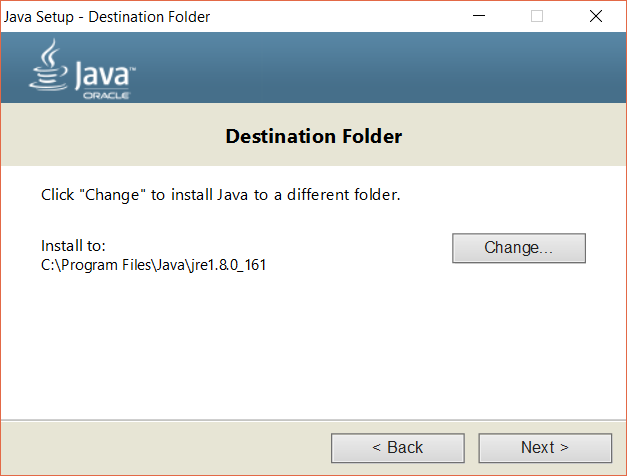 Java Setup - Destination Folder
Java™
ORACLE
Destination Folder
Click "Change" to install Java to a different folder.
Install to:
Change...
C:\Program Files\Java\jre1.8.0_161
< Back
Next >